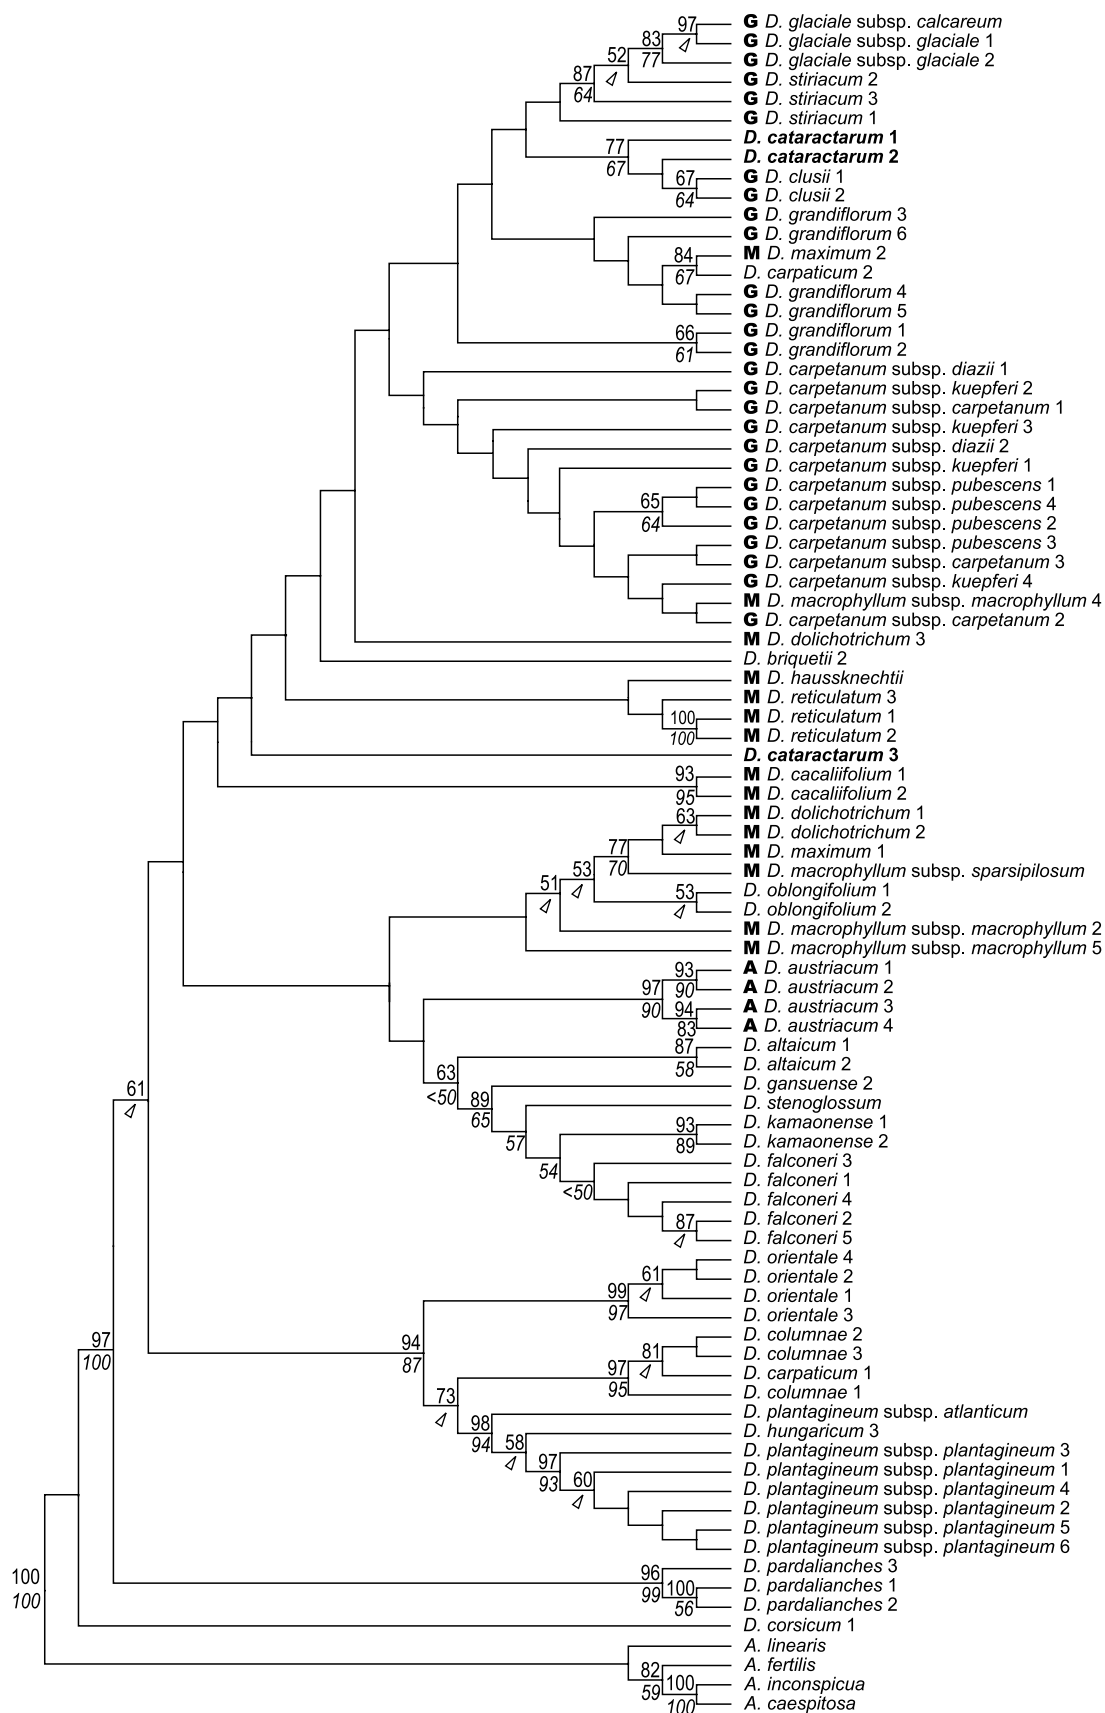 97
G D. glaciale subsp. calcareum
G D. glaciale subsp. glaciale 1
83
77
G D. glaciale subsp. glaciale 2
52
G D. stiriacum 2
87
64
G D. stiriacum 3
G D. stiriacum 1
D. cataractarum 1
77
67
D. cataractarum 2
67
G D. clusii 1
64
G D. clusii 2
G D. grandiflorum 3
G D. grandiflorum 6
84
M D. maximum 2
67
D. carpaticum 2
G D. grandiflorum 4
G D. grandiflorum 5
66
G D. grandiflorum 1
61
G D. grandiflorum 2
G D. carpetanum subsp. diazii 1
G D. carpetanum subsp. kuepferi 2
G D. carpetanum subsp. carpetanum 1
G D. carpetanum subsp. kuepferi 3
G D. carpetanum subsp. diazii 2
G D. carpetanum subsp. kuepferi 1
G D. carpetanum subsp. pubescens 1
65
G D. carpetanum subsp. pubescens 4
64
G D. carpetanum subsp. pubescens 2
G D. carpetanum subsp. pubescens 3
G D. carpetanum subsp. carpetanum 3
G D. carpetanum subsp. kuepferi 4
M D. macrophyllum subsp. macrophyllum 4
G D. carpetanum subsp. carpetanum 2
M D. dolichotrichum 3
D. briquetii 2
M D. haussknechtii
M D. reticulatum 3
100
M D. reticulatum 1
100
M D. reticulatum 2
D. cataractarum 3
93
M D. cacaliifolium 1
95
M D. cacaliifolium 2
63
M D. dolichotrichum 1
M D. dolichotrichum 2
77
M D. maximum 1
70
M D. macrophyllum subsp. sparsipilosum
53
51
53
D. oblongifolium 1
D. oblongifolium 2
M D. macrophyllum subsp. macrophyllum 2
M D. macrophyllum subsp. macrophyllum 5
93
A D. austriacum 1
97
90
A D. austriacum 2
90
94
A D. austriacum 3
83
A D. austriacum 4
87
D. altaicum 1
58
D. altaicum 2
63
<50
D. gansuense 2
89
65
D. stenoglossum
57
93
D. kamaonense 1
89
D. kamaonense 2
54
D. falconeri 3
<50
D. falconeri 1
D. falconeri 4
87
D. falconeri 2
D. falconeri 5
61
D. orientale 4
61
D. orientale 2
99
97
D. orientale 1
D. orientale 3
94
87
D. columnae 2
81
D. columnae 3
97
95
D. carpaticum 1
D. columnae 1
73
D. plantagineum subsp. atlanticum
98
94
D. hungaricum 3
58
D. plantagineum subsp. plantagineum 3
97
93
D. plantagineum subsp. plantagineum 1
60
D. plantagineum subsp. plantagineum 4
D. plantagineum subsp. plantagineum 2
D. plantagineum subsp. plantagineum 5
D. plantagineum subsp. plantagineum 6
97
100
96
D. pardalianches 3
99
100
D. pardalianches 1
56
D. pardalianches 2
100
100
D. corsicum 1
A. linearis
82
A. fertilis
59
100
A. inconspicua
100
A. caespitosa